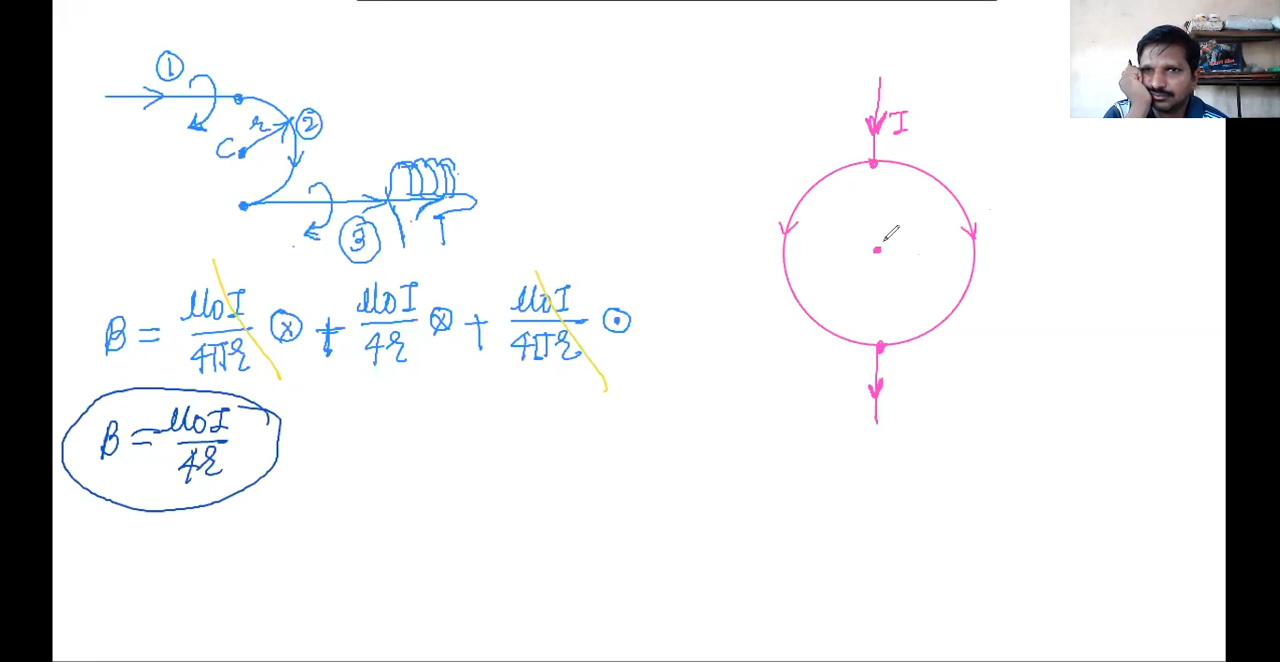 ①
r ②
C
③
B = μ₀I/4πr ⊗ + μ₀I/4r ⊗ + μ₀I/4πr ⊙
B = μ₀I/4r
I